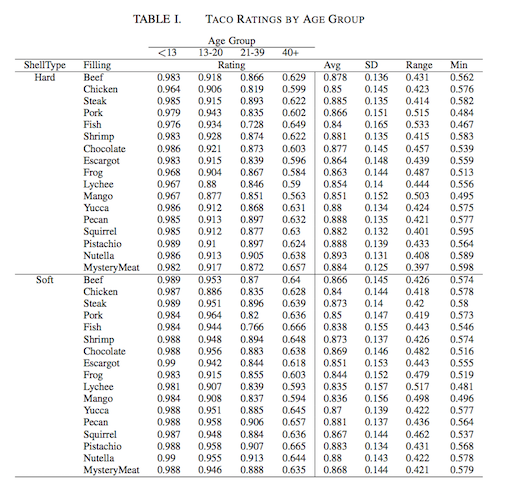 TABLE I. TACO RATINGS BY AGE GROUP
Age Group
<13 13-20 21-39 40+
ShellType Filling Rating Avg SD Range Min
Hard Beef 0.983 0.918 0.866 0.629 0.878 0.136 0.431 0.562
Chicken 0.964 0.906 0.819 0.599 0.85 0.145 0.423 0.576
Steak 0.985 0.915 0.893 0.622 0.885 0.135 0.414 0.582
Pork 0.979 0.943 0.835 0.602 0.866 0.151 0.515 0.484
Fish 0.976 0.934 0.728 0.649 0.84 0.165 0.533 0.467
Shrimp 0.983 0.928 0.874 0.622 0.881 0.135 0.415 0.583
Chocolate 0.986 0.921 0.873 0.603 0.877 0.145 0.457 0.539
Escargot 0.983 0.915 0.839 0.596 0.864 0.148 0.439 0.559
Frog 0.968 0.904 0.867 0.584 0.863 0.144 0.487 0.513
Lychee 0.967 0.88 0.846 0.59 0.854 0.14 0.444 0.556
Mango 0.967 0.877 0.851 0.563 0.851 0.152 0.503 0.495
Yucca 0.986 0.912 0.868 0.631 0.88 0.134 0.424 0.575
Pecan 0.985 0.913 0.897 0.632 0.888 0.135 0.421 0.577
Squirrel 0.985 0.912 0.877 0.63 0.882 0.132 0.401 0.595
Pistachio 0.989 0.91 0.897 0.624 0.888 0.139 0.433 0.564
Nutella 0.986 0.913 0.905 0.638 0.893 0.131 0.408 0.589
MysteryMeat 0.982 0.917 0.872 0.657 0.884 0.125 0.397 0.598
Soft Beef 0.989 0.953 0.87 0.64 0.866 0.145 0.426 0.574
Chicken 0.987 0.886 0.835 0.628 0.84 0.144 0.418 0.578
Steak 0.989 0.951 0.896 0.639 0.873 0.14 0.42 0.58
Pork 0.984 0.964 0.82 0.636 0.85 0.147 0.419 0.573
Fish 0.984 0.944 0.766 0.666 0.838 0.155 0.443 0.546
Shrimp 0.988 0.948 0.894 0.648 0.873 0.137 0.426 0.574
Chocolate 0.988 0.956 0.883 0.638 0.869 0.146 0.482 0.516
Escargot 0.99 0.942 0.844 0.618 0.851 0.153 0.443 0.555
Frog 0.983 0.915 0.855 0.603 0.844 0.152 0.479 0.519
Lychee 0.981 0.907 0.839 0.593 0.835 0.157 0.517 0.481
Mango 0.984 0.908 0.837 0.594 0.836 0.156 0.498 0.496
Yucca 0.988 0.951 0.885 0.645 0.87 0.139 0.422 0.577
Pecan 0.988 0.958 0.906 0.657 0.881 0.137 0.436 0.564
Squirrel 0.987 0.948 0.884 0.636 0.867 0.144 0.462 0.537
Pistachio 0.988 0.958 0.907 0.665 0.883 0.134 0.431 0.568
Nutella 0.99 0.955 0.913 0.644 0.88 0.143 0.422 0.578
MysteryMeat 0.988 0.946 0.888 0.635 0.868 0.144 0.421 0.579